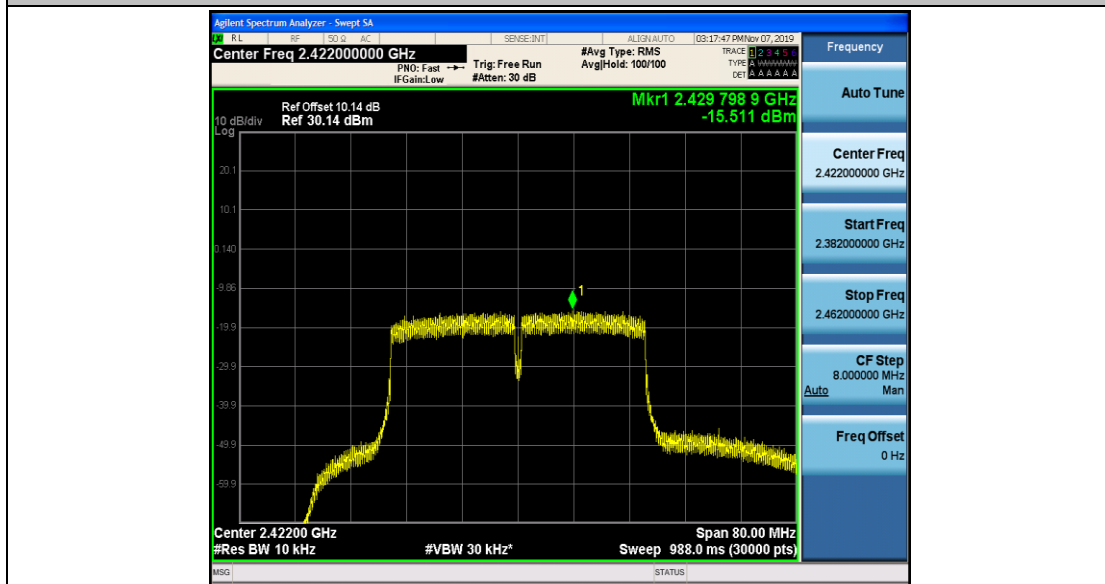 Agilent Spectrum Analyzer - Swept SA
RL RF 50 Ω AC SENSE:INT ALIGN AUTO 03:17:47 PM Nov 07, 2019
Center Freq 2.422000000 GHz
PNO: Fast
IFGain:Low
Trig: Free Run
#Atten: 30 dB
#Avg Type: RMS
Avg|Hold: 100/100
TRACE 1 2 3 4 5 6
TYPE A WWWWW
DET A A A A A A
Mkr1 2.429 798 9 GHz
-15.511 dBm
Ref Offset 10.14 dB
10 dB/div Ref 30.14 dBm
Log
20.1
10.1
0.140
-9.86
-19.9
-29.9
-39.9
-49.9
-59.9
1
Center 2.42200 GHz Span 80.00 MHz
#Res BW 10 kHz #VBW 30 kHz* Sweep 988.0 ms (30000 pts)
MSG STATUS
Frequency
Auto Tune
Center Freq
2.422000000 GHz
Start Freq
2.382000000 GHz
Stop Freq
2.462000000 GHz
CF Step
8.000000 MHz
Auto Man
Freq Offset
0 Hz